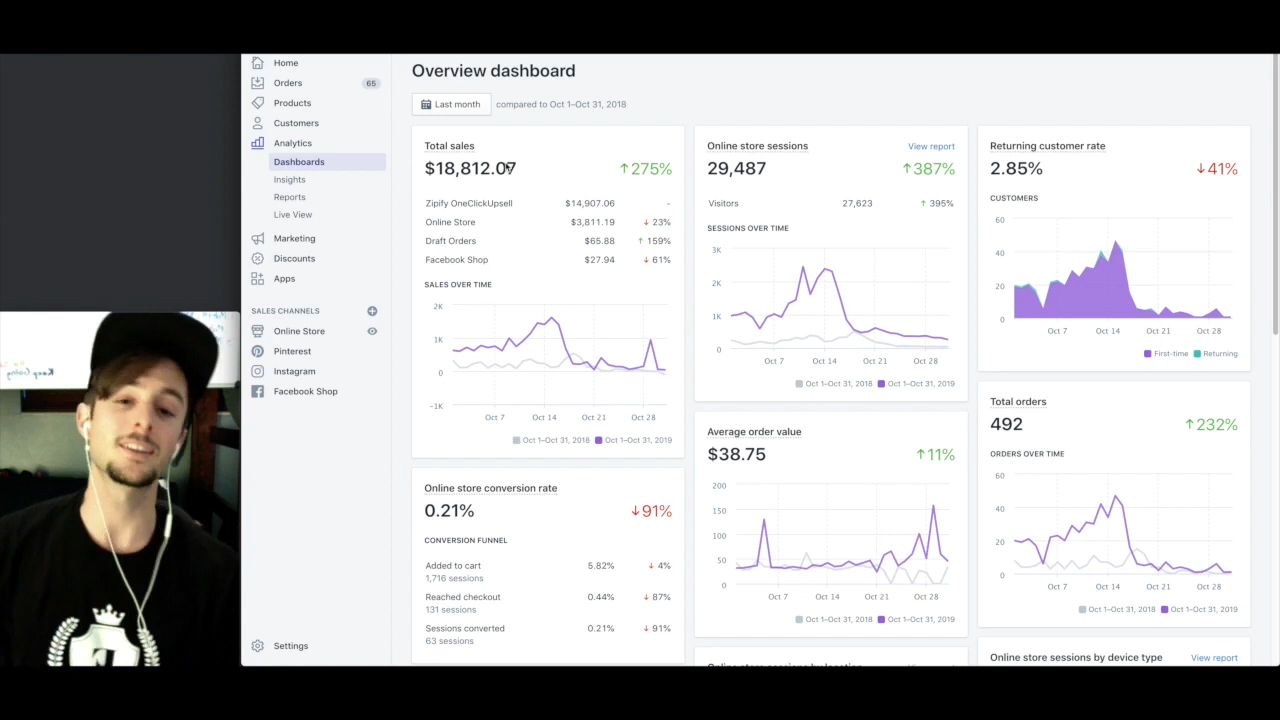 Home
Orders
65
Products
Customers
Analytics
Dashboards
Insights
Reports
Live View
Marketing
Discounts
Apps
SALES CHANNELS
Online Store
Pinterest
Instagram
Facebook Shop
Settings
Overview dashboard
Last month
compared to Oct 1–Oct 31, 2018
Total sales
$18,812.07 ↑275%
Zipify OneClickUpsell $14,907.06 -
Online Store $3,811.19 ↓ 23%
Draft Orders $65.88 ↑ 159%
Facebook Shop $27.94 ↓ 61%
SALES OVER TIME
2K
1K
0
−1K
Oct 7 Oct 14 Oct 21 Oct 28
Oct 1–Oct 31, 2018 Oct 1–Oct 31, 2019
Online store conversion rate
0.21% ↓91%
CONVERSION FUNNEL
Added to cart 5.82% ↓ 4%
1,716 sessions
Reached checkout 0.44% ↓ 87%
131 sessions
Sessions converted 0.21% ↓ 91%
63 sessions
Online store sessions View report
29,487 ↑387%
Visitors 27,623 ↑ 395%
SESSIONS OVER TIME
3K
2K
1K
0
Oct 7 Oct 14 Oct 21 Oct 28
Oct 1–Oct 31, 2018 Oct 1–Oct 31, 2019
Average order value
$38.75 ↑11%
200
150
100
50
0
Oct 7 Oct 14 Oct 21 Oct 28
Oct 1–Oct 31, 2018 Oct 1–Oct 31, 2019
Online store sessions by location
Returning customer rate
2.85% ↓41%
CUSTOMERS
60
40
20
0
Oct 7 Oct 14 Oct 21 Oct 28
First-time Returning
Total orders
492 ↑232%
ORDERS OVER TIME
60
40
20
0
Oct 7 Oct 14 Oct 21 Oct 28
Oct 1–Oct 31, 2018 Oct 1–Oct 31, 2019
Online store sessions by device type View report
Keep Going